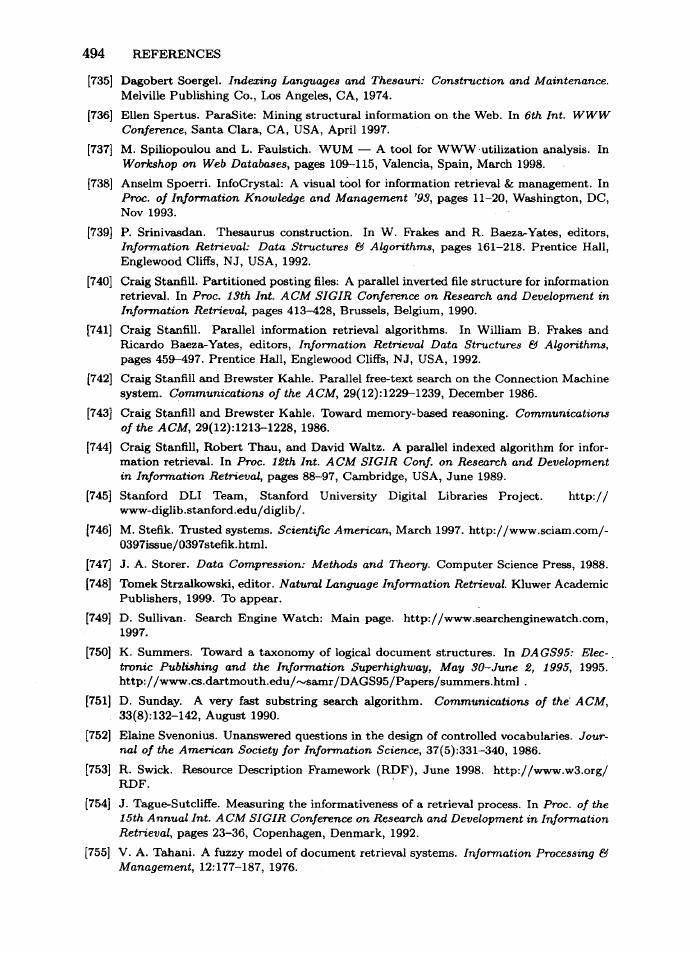 494 REFERENCES
[735] Dagobert Soergel. Indexing Languages and Thesauri: Construction and Maintenance.
Melville Publishing Co., Los Angeles, CA, 1974.
[736] Ellen Spertus. ParaSite: Mining structural information on the Web. In 6th Int. WWW
Conference, Santa Clara, CA, USA, April 1997.
[737] M. Spiliopoulou and L. Faulstich. WUM — A tool for WWW utilization analysis. In
Workshop on Web Databases, pages 109–115, Valencia, Spain, March 1998.
[738] Anselm Spoerri. InfoCrystal: A visual tool for information retrieval & management. In
Proc. of Information Knowledge and Management '93, pages 11–20, Washington, DC,
Nov 1993.
[739] P. Srinivasdan. Thesaurus construction. In W. Frakes and R. Baeza-Yates, editors,
Information Retrieval: Data Structures & Algorithms, pages 161–218. Prentice Hall,
Englewood Cliffs, NJ, USA, 1992.
[740] Craig Stanfill. Partitioned posting files: A parallel inverted file structure for information
retrieval. In Proc. 13th Int. ACM SIGIR Conference on Research and Development in
Information Retrieval, pages 413–428, Brussels, Belgium, 1990.
[741] Craig Stanfill. Parallel information retrieval algorithms. In William B. Frakes and
Ricardo Baeza-Yates, editors, Information Retrieval Data Structures & Algorithms,
pages 459–497. Prentice Hall, Englewood Cliffs, NJ, USA, 1992.
[742] Craig Stanfill and Brewster Kahle. Parallel free-text search on the Connection Machine
system. Communications of the ACM, 29(12):1229–1239, December 1986.
[743] Craig Stanfill and Brewster Kahle. Toward memory-based reasoning. Communications
of the ACM, 29(12):1213–1228, 1986.
[744] Craig Stanfill, Robert Thau, and David Waltz. A parallel indexed algorithm for infor-
mation retrieval. In Proc. 12th Int. ACM SIGIR Conf. on Research and Development
in Information Retrieval, pages 88–97, Cambridge, USA, June 1989.
[745] Stanford DLI Team, Stanford University Digital Libraries Project. http://
www-diglib.stanford.edu/diglib/.
[746] M. Stefik. Trusted systems. Scientific American, March 1997. http://www.sciam.com/-
0397issue/0397stefik.html.
[747] J. A. Storer. Data Compression: Methods and Theory. Computer Science Press, 1988.
[748] Tomek Strzalkowski, editor. Natural Language Information Retrieval. Kluwer Academic
Publishers, 1999. To appear.
[749] D. Sullivan. Search Engine Watch: Main page. http://www.searchenginewatch.com,
1997.
[750] K. Summers. Toward a taxonomy of logical document structures. In DAGS95: Elec-
tronic Publishing and the Information Superhighway, May 30–June 2, 1995, 1995.
http://www.cs.dartmouth.edu/~samr/DAGS95/Papers/summers.html .
[751] D. Sunday. A very fast substring search algorithm. Communications of the ACM,
33(8):132–142, August 1990.
[752] Elaine Svenonius. Unanswered questions in the design of controlled vocabularies. Jour-
nal of the American Society for Information Science, 37(5):331–340, 1986.
[753] R. Swick. Resource Description Framework (RDF), June 1998. http://www.w3.org/
RDF.
[754] J. Tague-Sutcliffe. Measuring the informativeness of a retrieval process. In Proc. of the
15th Annual Int. ACM SIGIR Conference on Research and Development in Information
Retrieval, pages 23–36, Copenhagen, Denmark, 1992.
[755] V. A. Tahani. A fuzzy model of document retrieval systems. Information Processing &
Management, 12:177–187, 1976.